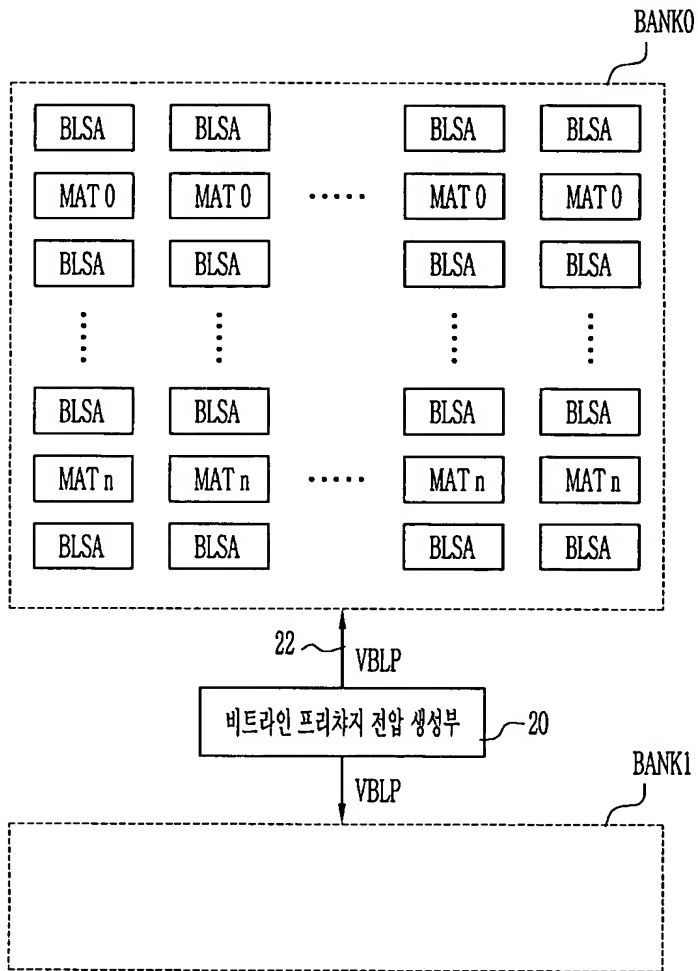 BANK0
BLSA BLSA BLSA BLSA
MAT 0 MAT 0 ····· MAT 0 MAT 0
BLSA BLSA BLSA BLSA
BLSA BLSA BLSA BLSA
MAT n MAT n ····· MAT n MAT n
BLSA BLSA BLSA BLSA
22 VBLP
비트라인 프리챠지 전압 생성부 20
VBLP
BANK1